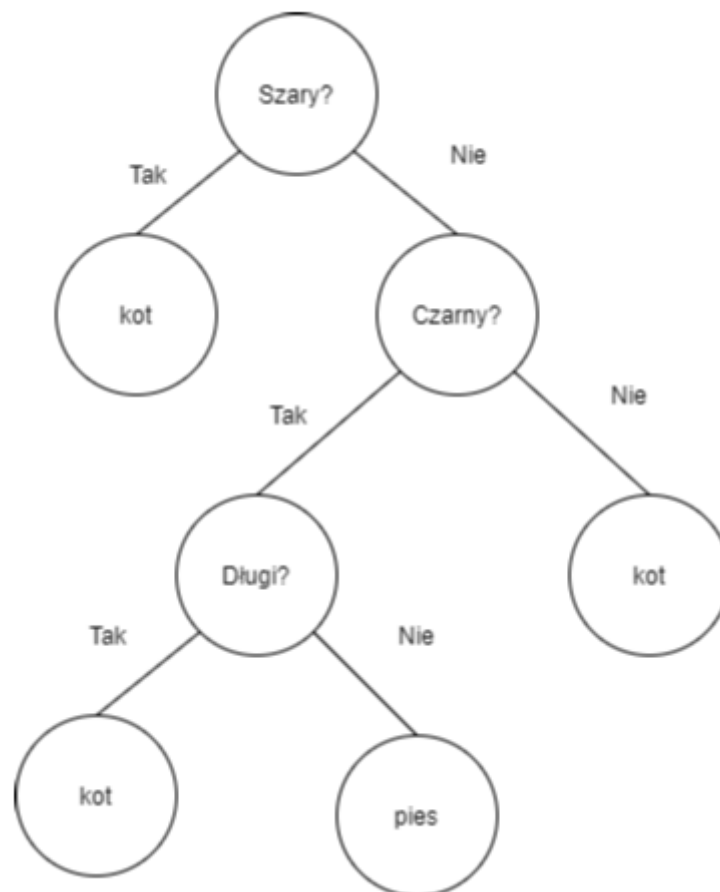 Szary?
Tak
Nie
kot
Czarny?
Tak
Nie
Długi?
kot
Tak
Nie
kot
pies